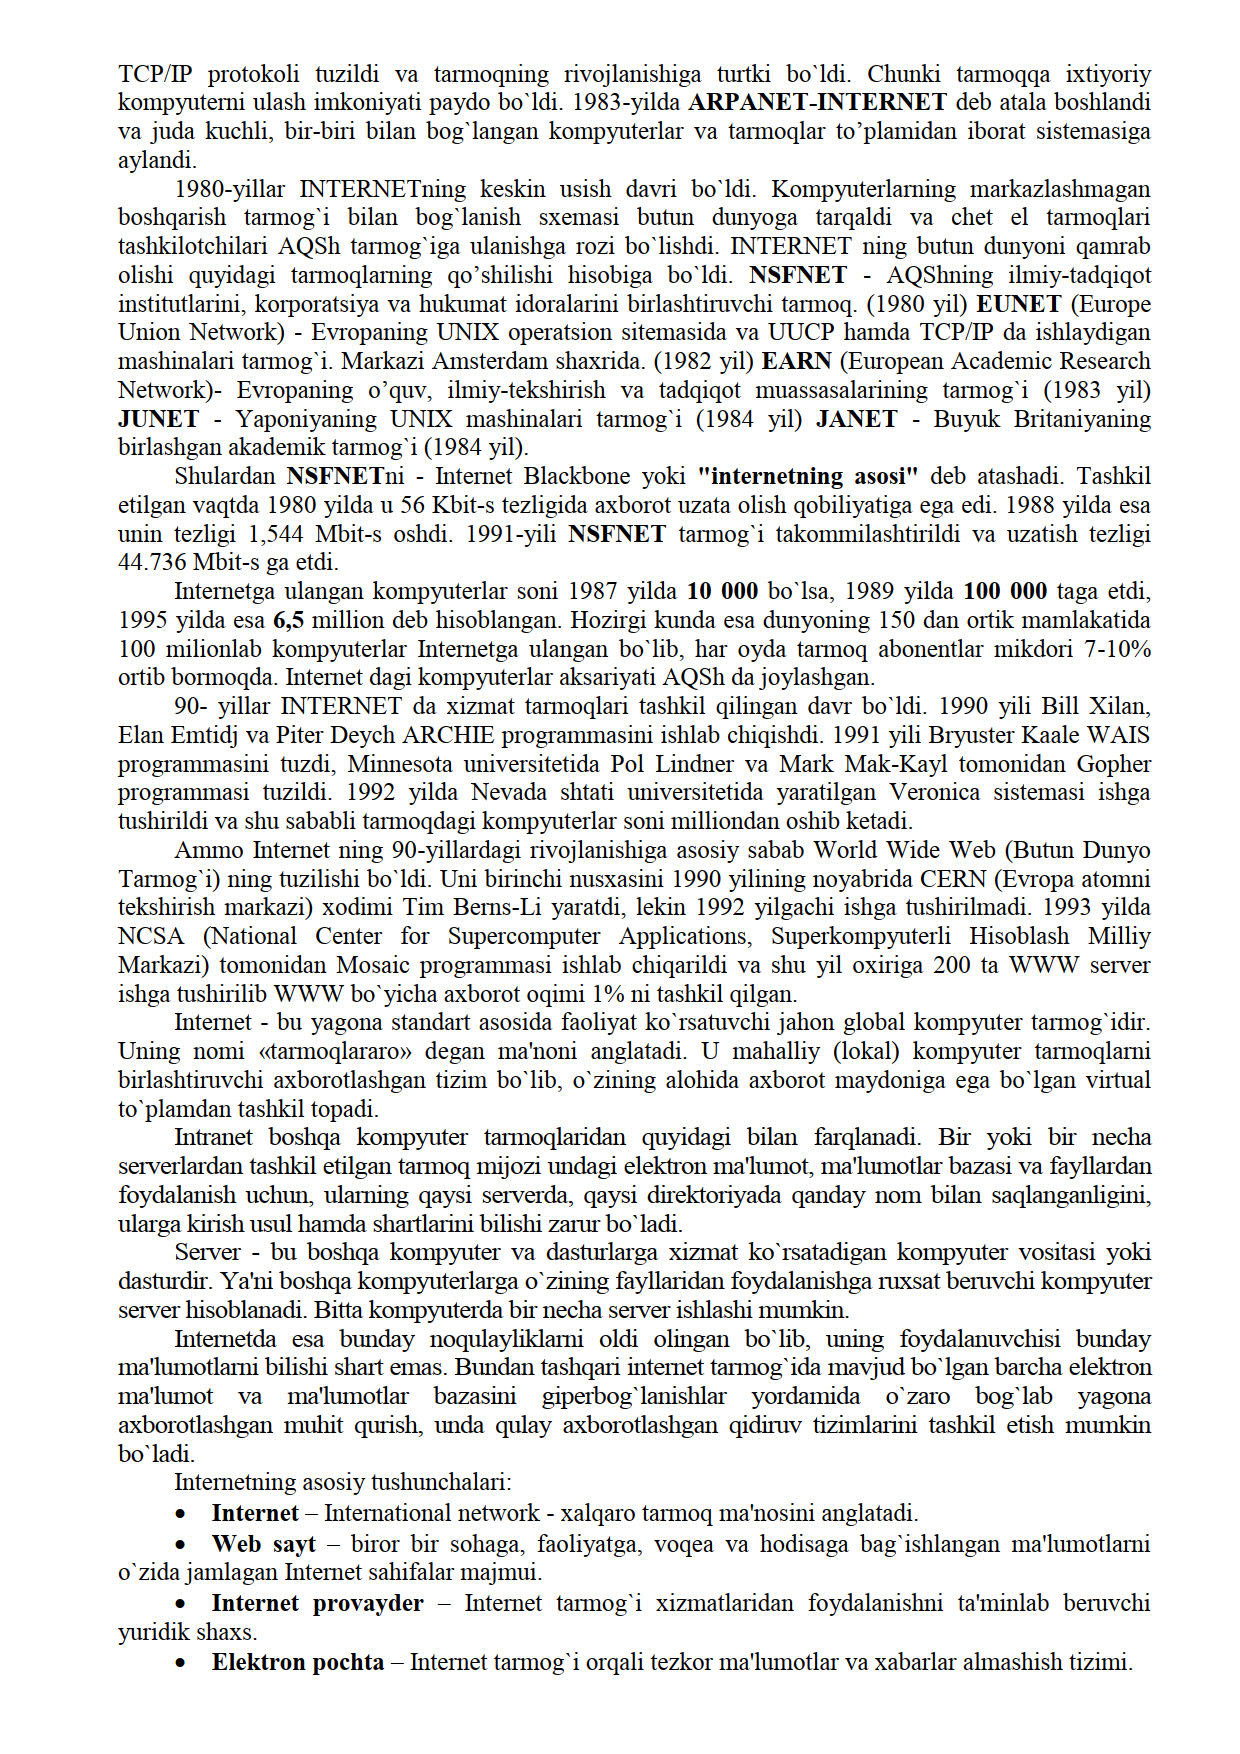 TCP/IP protokoli tuzildi va tarmoqning rivojlanishiga turtki bo`ldi. Chunki tarmoqqa ixtiyoriy
kompyuterni ulash imkoniyati paydo bo`ldi. 1983-yilda ARPANET-INTERNET deb atala boshlandi
va juda kuchli, bir-biri bilan bog`langan kompyuterlar va tarmoqlar to’plamidan iborat sistemasiga
aylandi.
1980-yillar INTERNETning keskin usish davri bo`ldi. Kompyuterlarning markazlashmagan
boshqarish tarmog`i bilan bog`lanish sxemasi butun dunyoga tarqaldi va chet el tarmoqlari
tashkilotchilari AQSh tarmog`iga ulanishga rozi bo`lishdi. INTERNET ning butun dunyoni qamrab
olishi quyidagi tarmoqlarning qo’shilishi hisobiga bo`ldi. NSFNET - AQShning ilmiy-tadqiqot
institutlarini, korporatsiya va hukumat idoralarini birlashtiruvchi tarmoq. (1980 yil) EUNET (Europe
Union Network) - Evropaning UNIX operatsion sitemasida va UUCP hamda TCP/IP da ishlaydigan
mashinalari tarmog`i. Markazi Amsterdam shaxrida. (1982 yil) EARN (European Academic Research
Network)- Evropaning o’quv, ilmiy-tekshirish va tadqiqot muassasalarining tarmog`i (1983 yil)
JUNET - Yaponiyaning UNIX mashinalari tarmog`i (1984 yil) JANET - Buyuk Britaniyaning
birlashgan akademik tarmog`i (1984 yil).
Shulardan NSFNETni - Internet Blackbone yoki "internetning asosi" deb atashadi. Tashkil
etilgan vaqtda 1980 yilda u 56 Kbit-s tezligida axborot uzata olish qobiliyatiga ega edi. 1988 yilda esa
unin tezligi 1,544 Mbit-s oshdi. 1991-yili NSFNET tarmog`i takommilashtirildi va uzatish tezligi
44.736 Mbit-s ga etdi.
Internetga ulangan kompyuterlar soni 1987 yilda 10 000 bo`lsa, 1989 yilda 100 000 taga etdi,
1995 yilda esa 6,5 million deb hisoblangan. Hozirgi kunda esa dunyoning 150 dan ortik mamlakatida
100 milionlab kompyuterlar Internetga ulangan bo`lib, har oyda tarmoq abonentlar mikdori 7-10%
ortib bormoqda. Internet dagi kompyuterlar aksariyati AQSh da joylashgan.
90- yillar INTERNET da xizmat tarmoqlari tashkil qilingan davr bo`ldi. 1990 yili Bill Xilan,
Elan Emtidj va Piter Deych ARCHIE programmasini ishlab chiqishdi. 1991 yili Bryuster Kaale WAIS
programmasini tuzdi, Minnesota universitetida Pol Lindner va Mark Mak-Kayl tomonidan Gopher
programmasi tuzildi. 1992 yilda Nevada shtati universitetida yaratilgan Veronica sistemasi ishga
tushirildi va shu sababli tarmoqdagi kompyuterlar soni milliondan oshib ketadi.
Ammo Internet ning 90-yillardagi rivojlanishiga asosiy sabab World Wide Web (Butun Dunyo
Tarmog`i) ning tuzilishi bo`ldi. Uni birinchi nusxasini 1990 yilining noyabrida CERN (Evropa atomni
tekshirish markazi) xodimi Tim Berns-Li yaratdi, lekin 1992 yilgachi ishga tushirilmadi. 1993 yilda
NCSA (National Center for Supercomputer Applications, Superkompyuterli Hisoblash Milliy
Markazi) tomonidan Mosaic programmasi ishlab chiqarildi va shu yil oxiriga 200 ta WWW server
ishga tushirilib WWW bo`yicha axborot oqimi 1% ni tashkil qilgan.
Internet - bu yagona standart asosida faoliyat ko`rsatuvchi jahon global kompyuter tarmog`idir.
Uning nomi «tarmoqlararo» degan ma'noni anglatadi. U mahalliy (lokal) kompyuter tarmoqlarni
birlashtiruvchi axborotlashgan tizim bo`lib, o`zining alohida axborot maydoniga ega bo`lgan virtual
to`plamdan tashkil topadi.
Intranet boshqa kompyuter tarmoqlaridan quyidagi bilan farqlanadi. Bir yoki bir necha
serverlardan tashkil etilgan tarmoq mijozi undagi elektron ma'lumot, ma'lumotlar bazasi va fayllardan
foydalanish uchun, ularning qaysi serverda, qaysi direktoriyada qanday nom bilan saqlanganligini,
ularga kirish usul hamda shartlarini bilishi zarur bo`ladi.
Server - bu boshqa kompyuter va dasturlarga xizmat ko`rsatadigan kompyuter vositasi yoki
dasturdir. Ya'ni boshqa kompyuterlarga o`zining fayllaridan foydalanishga ruxsat beruvchi kompyuter
server hisoblanadi. Bitta kompyuterda bir necha server ishlashi mumkin.
Internetda esa bunday noqulayliklarni oldi olingan bo`lib, uning foydalanuvchisi bunday
ma'lumotlarni bilishi shart emas. Bundan tashqari internet tarmog`ida mavjud bo`lgan barcha elektron
ma'lumot va ma'lumotlar bazasini giperbog`lanishlar yordamida o`zaro bog`lab yagona
axborotlashgan muhit qurish, unda qulay axborotlashgan qidiruv tizimlarini tashkil etish mumkin
bo`ladi.
Internetning asosiy tushunchalari:
• Internet – International network - xalqaro tarmoq ma'nosini anglatadi.
• Web sayt – biror bir sohaga, faoliyatga, voqea va hodisaga bag`ishlangan ma'lumotlarni
o`zida jamlagan Internet sahifalar majmui.
• Internet provayder – Internet tarmog`i xizmatlaridan foydalanishni ta'minlab beruvchi
yuridik shaxs.
• Elektron pochta – Internet tarmog`i orqali tezkor ma'lumotlar va xabarlar almashish tizimi.